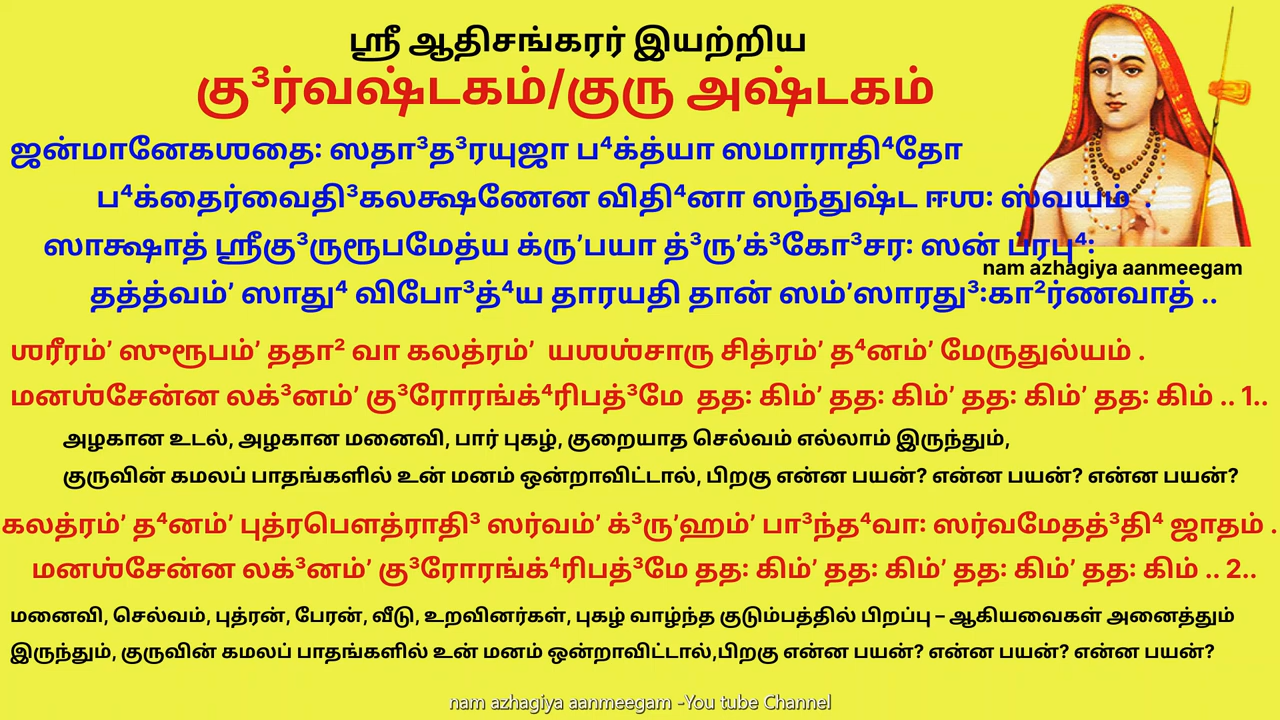 ஸ்ரீ ஆதிசங்கரர் இயற்றிய
கு³ர்வஷ்டகம்/குரு அஷ்டகம்
ஜன்மானேகஶதை: ஸதா³த³ரயுஜா ப⁴க்த்யா ஸமாராதி⁴தோ
ப⁴க்தைர்வைதி³கலக்ஷணேன விதி⁴னா ஸந்துஷ்ட ஈஶ: ஸ்வயம் .
ஸாக்ஷாத் ஸ்ரீகு³ருரூபமேத்ய க்ரு’பயா த்³ரு’க்³கோ³சர: ஸன் ப்ரபு⁴:
nam azhagiya aanmeegam
தத்த்வம்’ ஸாது⁴ விபோ³த்⁴ய தாரயதி தான் ஸம்’ஸாரது³:கா²ர்ணவாத் ..
ஶரீரம்’ ஸுரூபம்’ ததா² வா கலத்ரம்’ யஶஶ்சாரு சித்ரம்’ த⁴னம்’ மேருதுல்யம் .
மனஶ்சேன்ன லக்³னம்’ கு³ரோரங்க்⁴ரிபத்³மே தத: கிம்’ தத: கிம்’ தத: கிம்’ தத: கிம் .. 1..
அழகான உடல், அழகான மனைவி, பார் புகழ், குறையாத செல்வம் எல்லாம் இருந்தும்,
குருவின் கமலப் பாதங்களில் உன் மனம் ஒன்றாவிட்டால், பிறகு என்ன பயன்? என்ன பயன்? என்ன பயன்?
கலத்ரம்’ த⁴னம்’ புத்ரபௌத்ராதி³ ஸர்வம்’ க்³ரு’ஹம்’ பா³ந்த⁴வா: ஸர்வமேதத்³தி⁴ ஜாதம் .
மனஶ்சேன்ன லக்³னம்’ கு³ரோரங்க்⁴ரிபத்³மே தத: கிம்’ தத: கிம்’ தத: கிம்’ தத: கிம் .. 2..
மனைவி, செல்வம், புத்ரன், பேரன், வீடு, உறவினர்கள், புகழ் வாழ்ந்த குடும்பத்தில் பிறப்பு – ஆகியவைகள் அனைத்தும்
இருந்தும், குருவின் கமலப் பாதங்களில் உன் மனம் ஒன்றாவிட்டால்,பிறகு என்ன பயன்? என்ன பயன்? என்ன பயன்?
nam azhagiya aanmeegam -You tube Channel